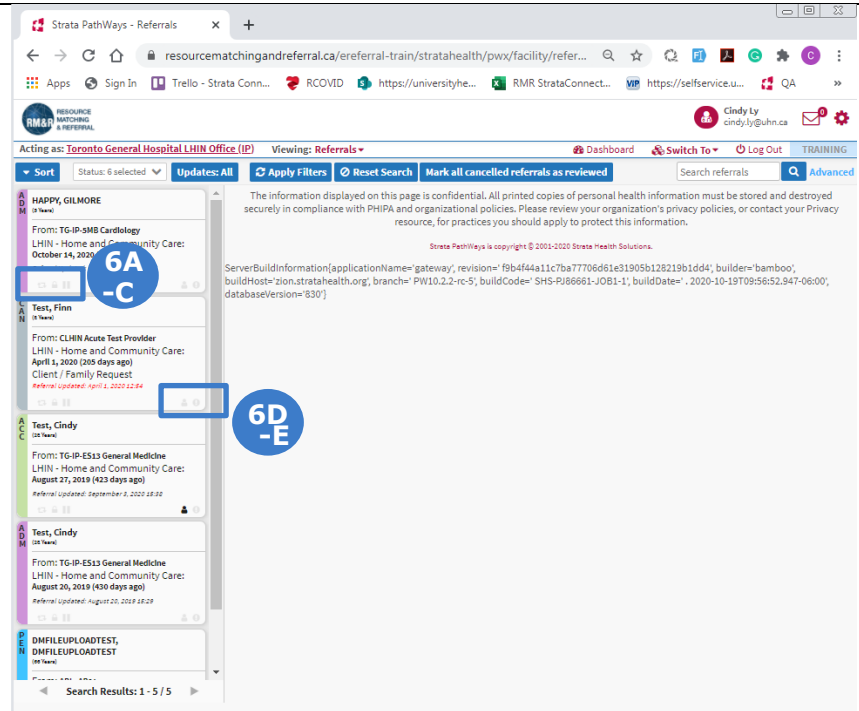 Strata PathWays - Referrals
resourcematchingandreferral.ca/ereferral-train/stratahealth/pwx/facility/refer...
Apps Sign In Trello - Strata Conn... RCOVID https://universityhe... RMR StrataConnect... https://selfservice.u... QA »
RM&R RESOURCE MATCHING & REFERRAL
Cindy Ly
cindy.ly@uhn.ca
Acting as: Toronto General Hospital LHIN Office (IP) Viewing: Referrals Dashboard Switch To Log Out TRAINING
Sort Status: 6 selected Updates: All Apply Filters Reset Search Mark all cancelled referrals as reviewed Search referrals Advanced
ADM
HAPPY, GILMORE
From: TG-IP-5MB Cardiology
LHIN - Home and Community Care:
October 14, 2020
6A
-C
CAN
Test, Finn
From: CLHIN Acute Test Provider
LHIN - Home and Community Care:
April 1, 2020 (205 days ago)
Client / Family Request
Referral Updated: April 1, 2020 12:54
6D
-E
ACC
Test, Cindy
From: TG-IP-ES13 General Medicine
LHIN - Home and Community Care:
August 27, 2019 (423 days ago)
Referral Updated: September 3, 2020 15:38
ADM
Test, Cindy
From: TG-IP-ES13 General Medicine
LHIN - Home and Community Care:
August 20, 2019 (430 days ago)
Referral Updated: August 20, 2019 15:29
PEN
DMFILEUPLOADTEST,
DMFILEUPLOADTEST
Search Results: 1 - 5 / 5
The information displayed on this page is confidential. All printed copies of personal health information must be stored and destroyed
securely in compliance with PHIPA and organizational policies. Please review your organization's privacy policies, or contact your Privacy
resource, for practices you should apply to protect this information.
Strata PathWays is copyright © 2001-2020 Strata Health Solutions.
ServerBuildInformation{applicationName='gateway', revision=' f9b4f44a11c7ba77706d61e31905b128219b1dd4', builder='bamboo',
buildHost='zion.stratahealth.org', branch=' PW10.2.2-rc-5', buildCode=' SHS-PJ86661-JOB1-1', buildDate=' . 2020-10-19T09:56:52.947-06:00',
databaseVersion='830'}